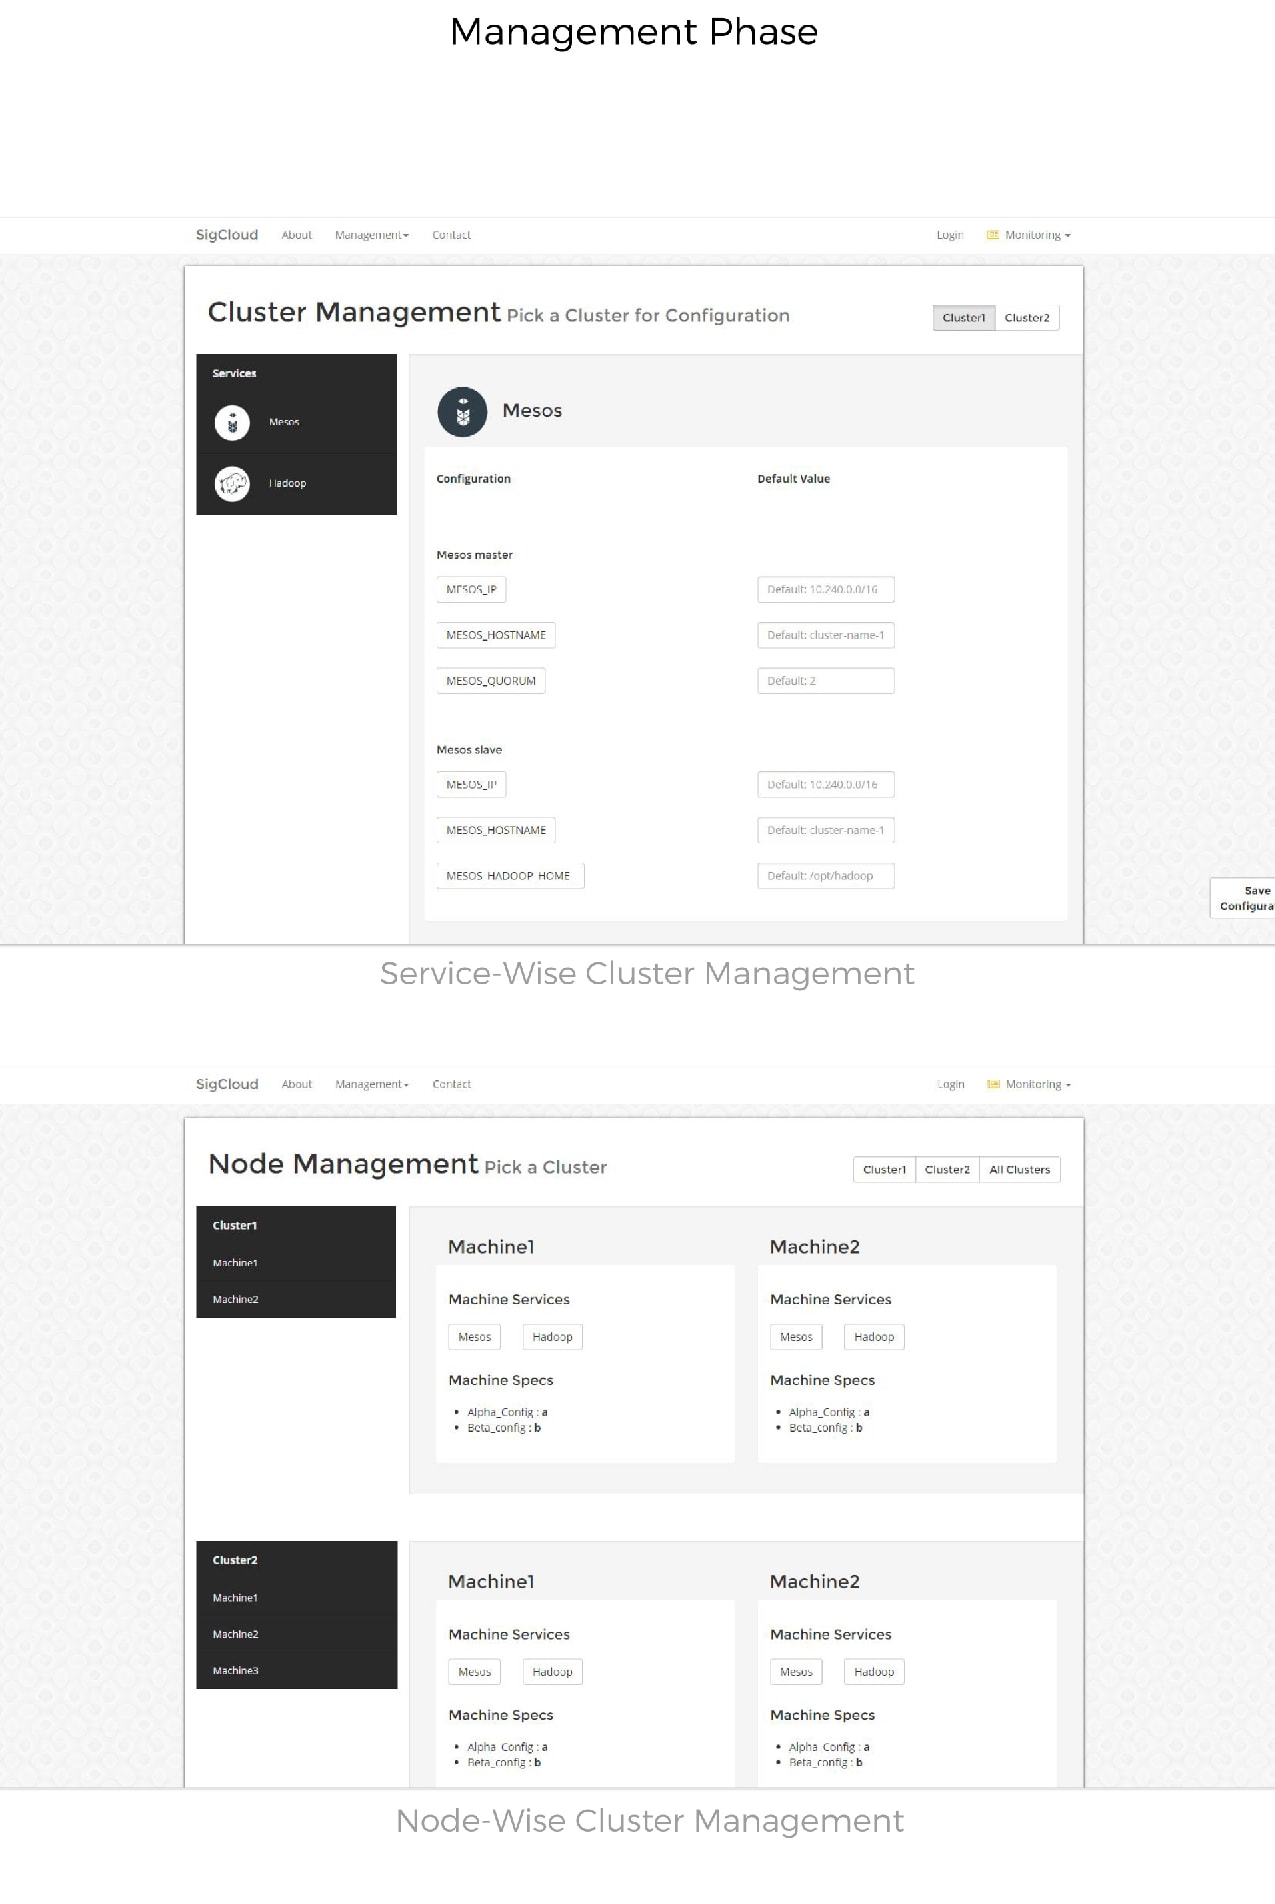 Management Phase
SigCloud About Management Contact Login Monitoring
Cluster Management Pick a Cluster for Configuration Cluster1 Cluster2
Services
Mesos
Hadoop
Mesos
Configuration Default Value
Mesos master
MESOS_IP Default: 10.240.0.0/16
MESOS_HOSTNAME Default: cluster-name-1
MESOS_QUORUM Default: 2
Mesos slave
MESOS_IP Default: 10.240.0.0/16
MESOS_HOSTNAME Default: cluster-name-1
MESOS_HADOOP_HOME Default: /opt/hadoop
Save
Configura
Service-Wise Cluster Management
SigCloud About Management Contact Login Monitoring
Node Management Pick a Cluster Cluster1 Cluster2 All Clusters
Cluster1
Machine1
Machine2
Machine1 Machine2
Machine Services Machine Services
Mesos Hadoop Mesos Hadoop
Machine Specs Machine Specs
• Alpha_Config : a • Alpha_Config : a
• Beta_config : b • Beta_config : b
Cluster2
Machine1
Machine2
Machine3
Machine1 Machine2
Machine Services Machine Services
Mesos Hadoop Mesos Hadoop
Machine Specs Machine Specs
• Alpha_Config : a • Alpha_Config : a
• Beta_config : b • Beta_config : b
Node-Wise Cluster Management